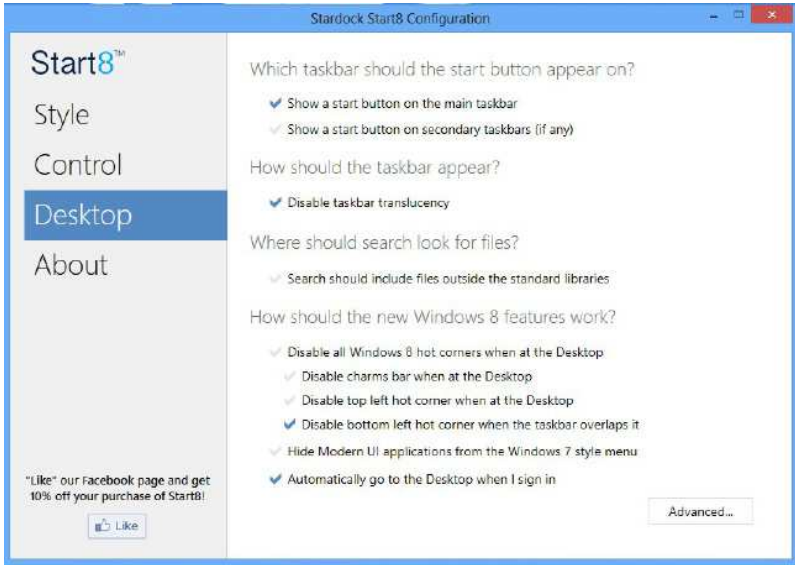 Stardock Start8 Configuration
Start8™
Style
Control
Desktop
About
"Like" our Facebook page and get
10% off your purchase of Start8!
Like
Which taskbar should the start button appear on?
Show a start button on the main taskbar
Show a start button on secondary taskbars (if any)
How should the taskbar appear?
Disable taskbar translucency
Where should search look for files?
Search should include files outside the standard libraries
How should the new Windows 8 features work?
Disable all Windows 8 hot corners when at the Desktop
Disable charms bar when at the Desktop
Disable top left hot corner when at the Desktop
Disable bottom left hot corner when the taskbar overlaps it
Hide Modern UI applications from the Windows 7 style menu
Automatically go to the Desktop when I sign in
Advanced...